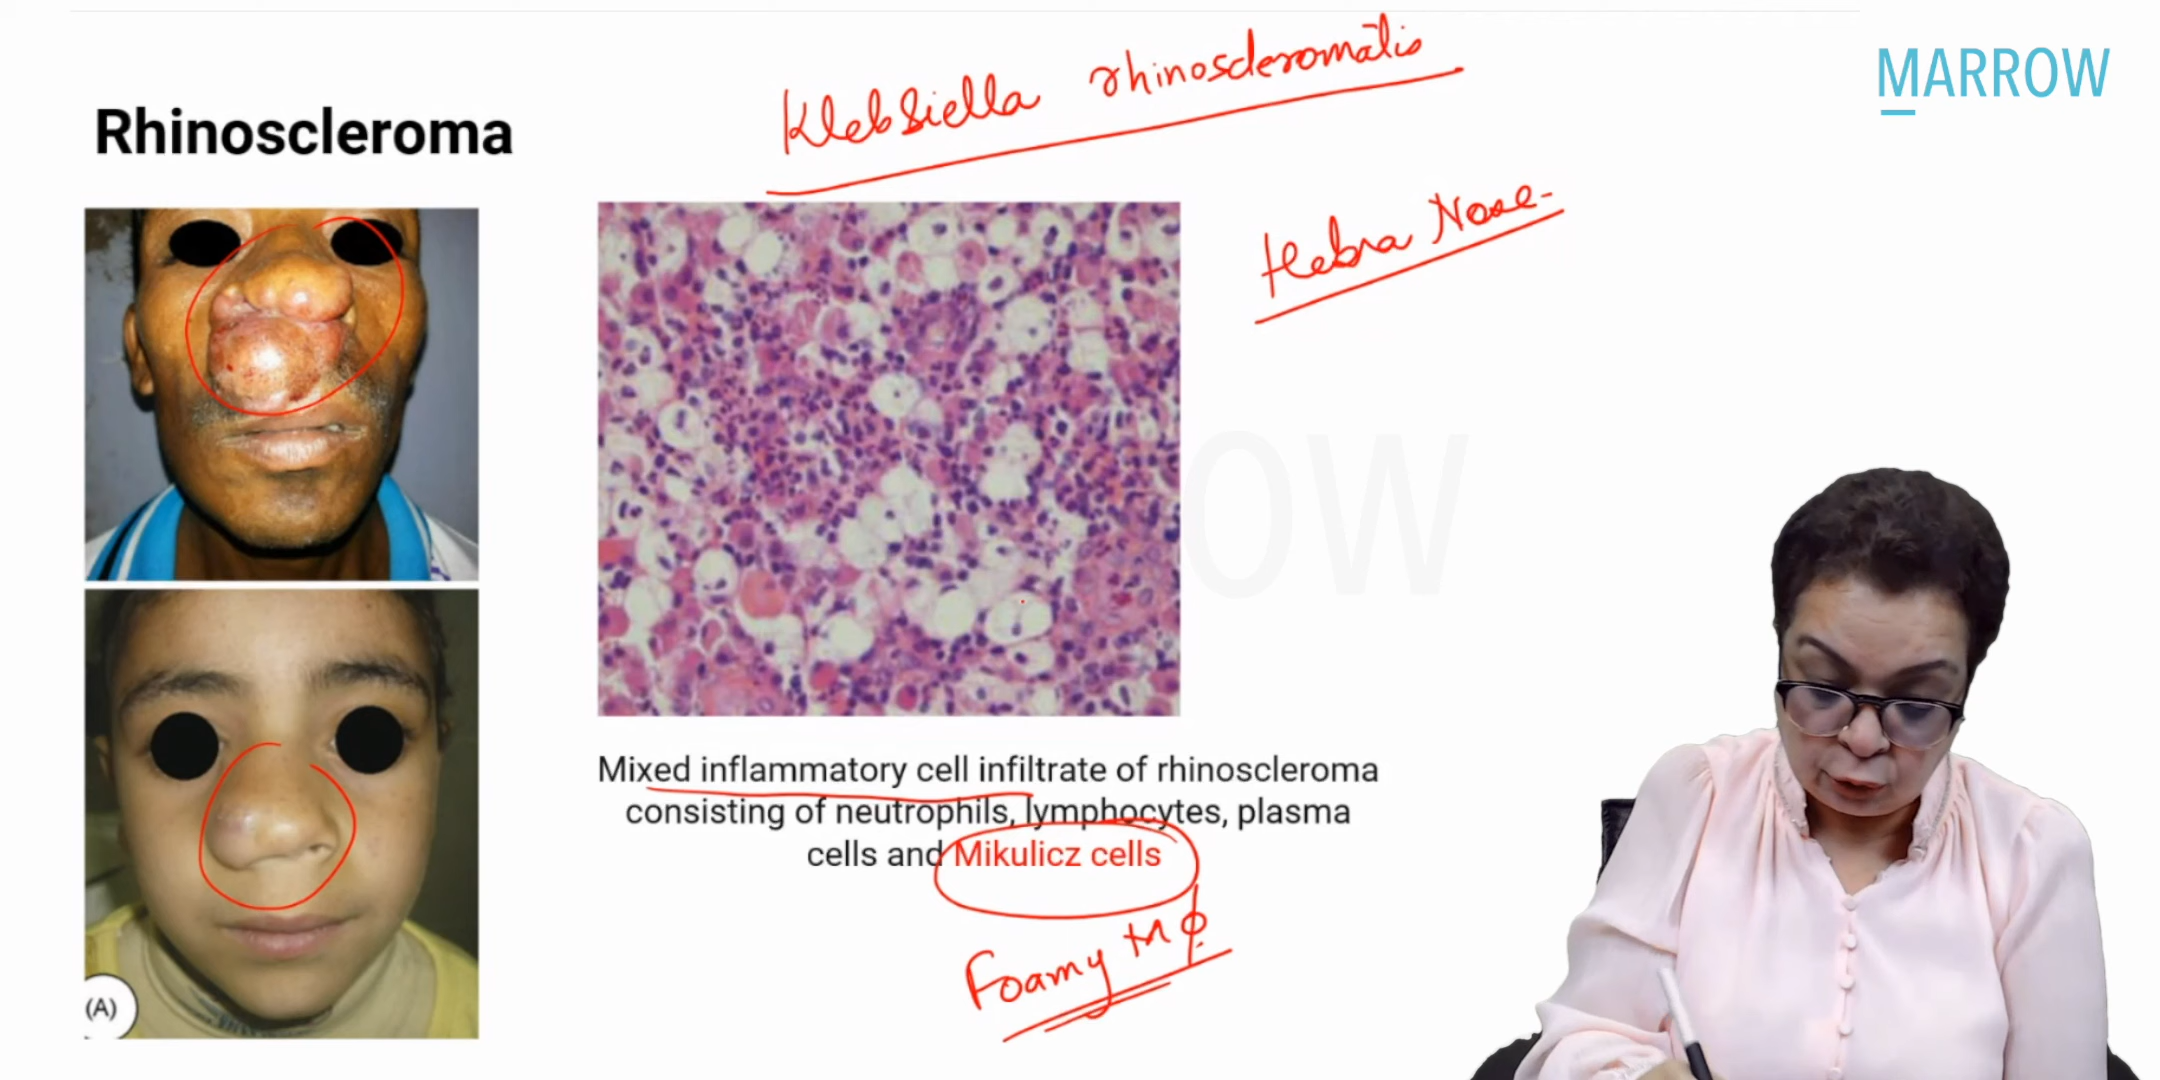 Klebsiella rhinoscleromatis
MARROW
Rhinoscleroma
Hebra Nose-
OW
Mixed inflammatory cell infiltrate of rhinoscleroma
consisting of neutrophils, lymphocytes, plasma
cells and Mikulicz cells
Foamy Mϕ
(A)